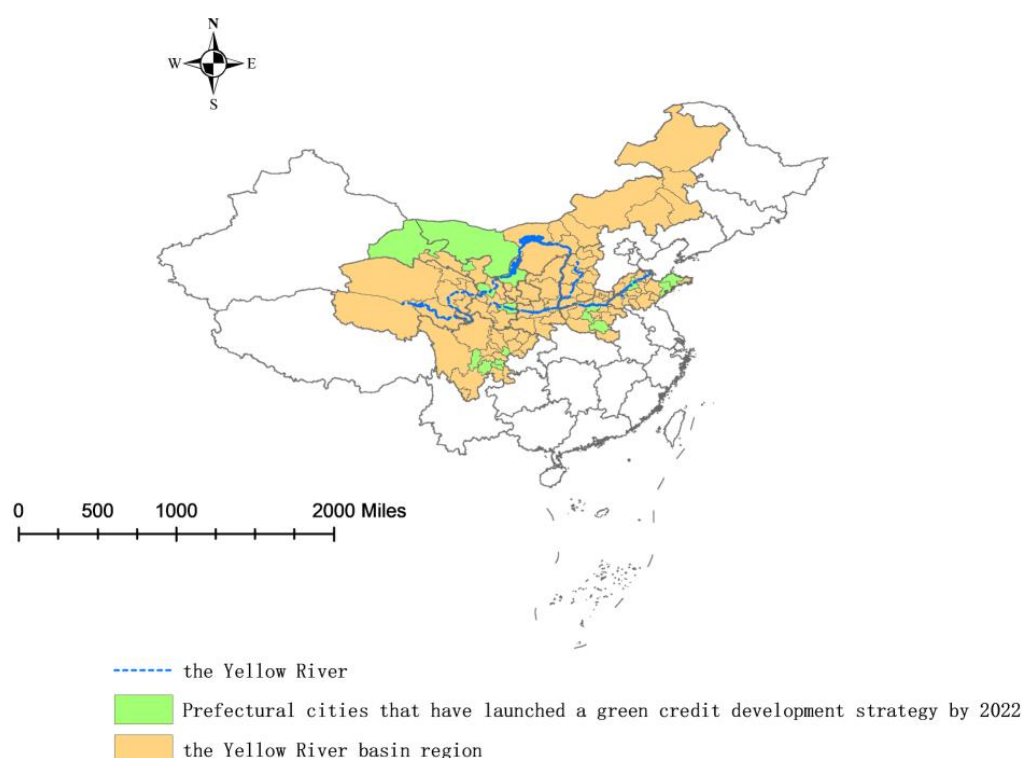 N
W E
S
0 500 1000 2000 Miles
the Yellow River
Prefectural cities that have launched a green credit development strategy by 2022
the Yellow River basin region